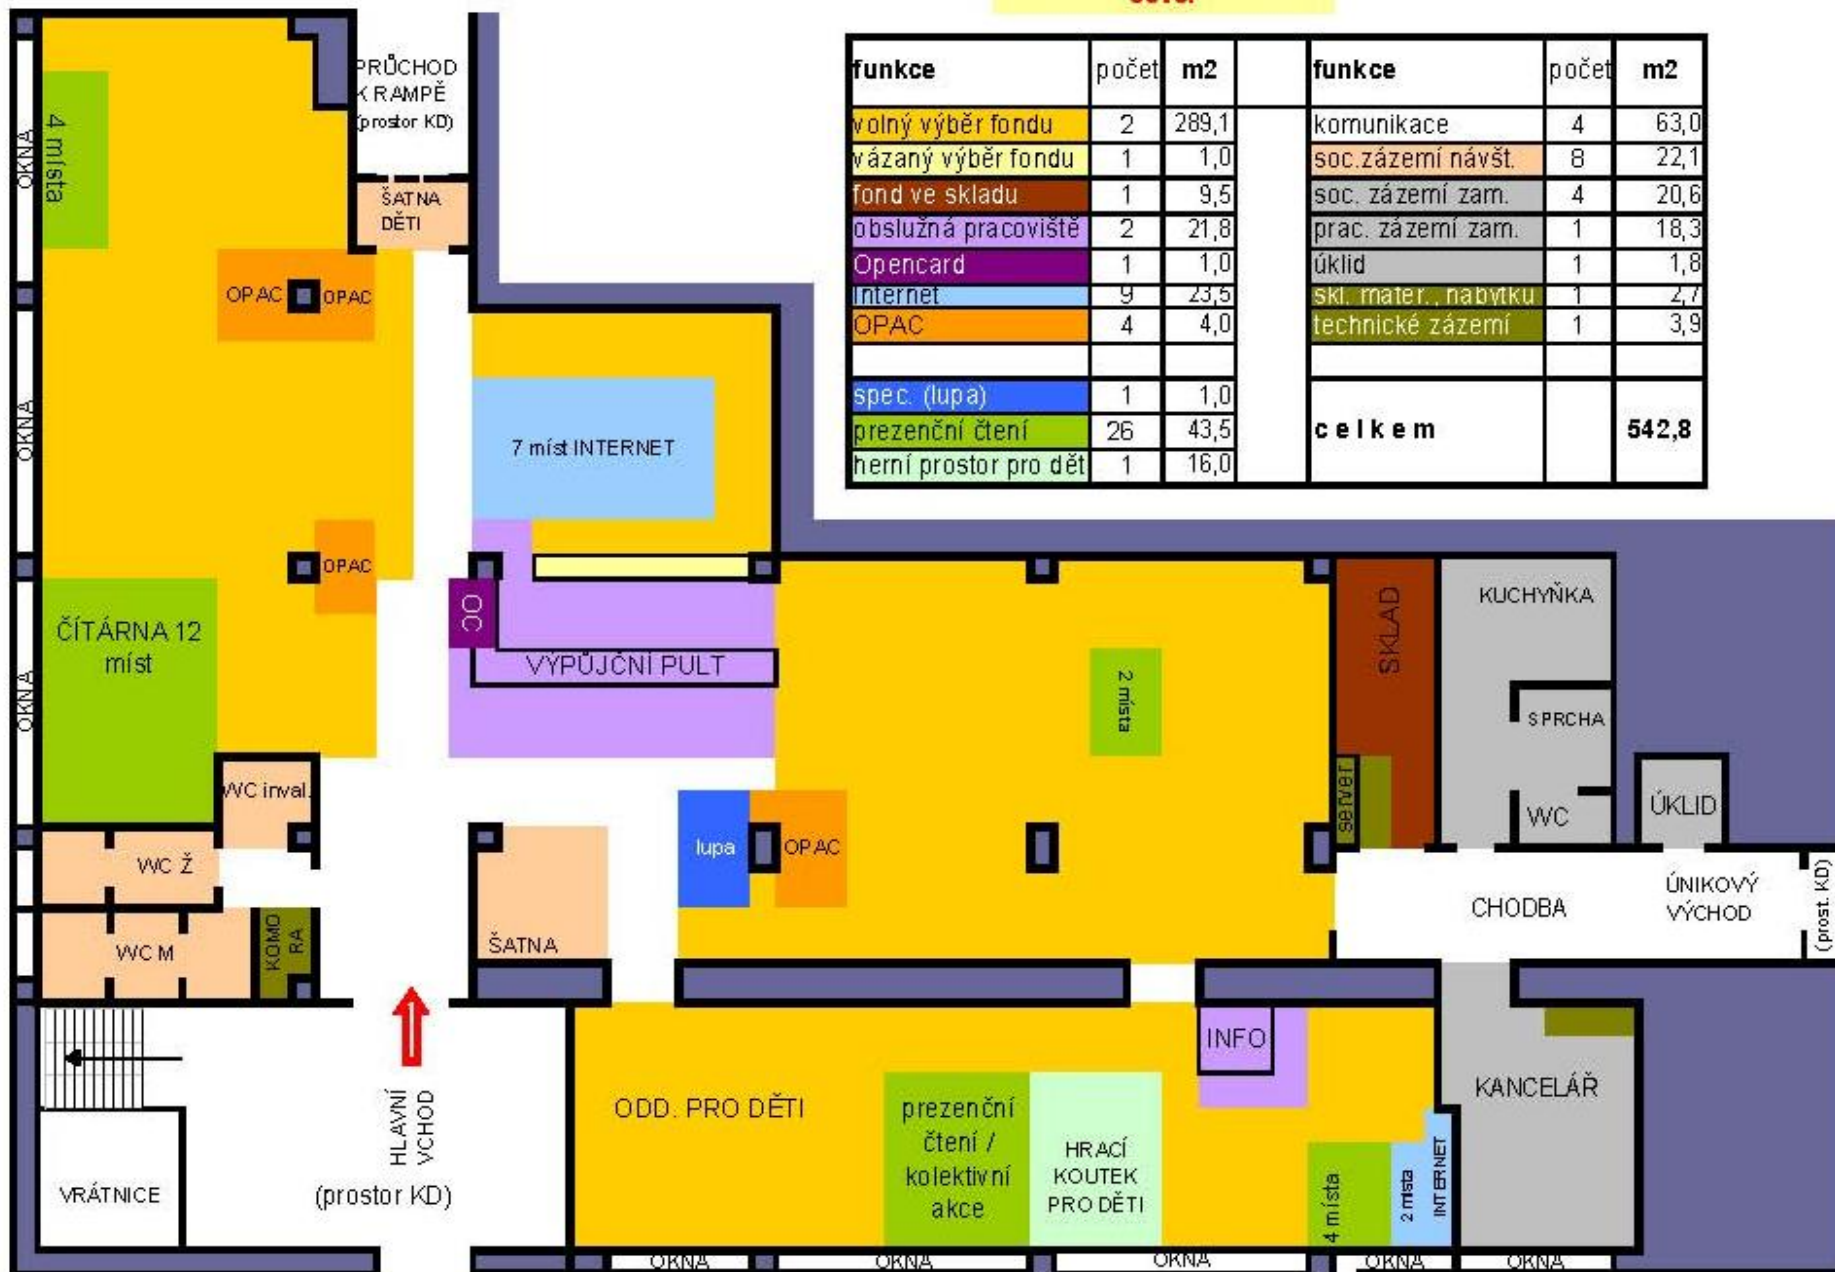 funkce počet m2 funkce počet m2
volný výběr fondu 2 289,1 komunikace 4 63,0
vázaný výběr fondu 1 1,0 soc.zázemí návšt. 8 22,1
fond ve skladu 1 9,5 soc. zázemí zam. 4 20,6
obslužná pracoviště 2 21,8 prac. zázemí zam. 1 18,3
Opencard 1 1,0 úklid 1 1,8
Internet 9 23,5 skl. mater., nábytku 1 2,7
OPAC 4 4,0 technické zázemí 1 3,9
spec. (lupa) 1 1,0
prezenční čtení 26 43,5 celkem 542,8
herní prostor pro dět 1 16,0
PRŮCHOD
K RAMPĚ
(prostor KD)
OKNA
4 místa
ŠATNA
DĚTI
OPAC OPAC
OKNA
7 míst INTERNET
OPAC
OKNA
ČÍTÁRNA 12
míst
OC
VÝPŮJČNÍ PULT
2 místa
SKLAD
KUCHYŇKA
SPRCHA
WC
ÚKLID
server
WC inval.
lupa
OPAC
WC Ž
WC M
KOMO
RA
ŠATNA
CHODBA
ÚNIKOVÝ
VÝCHOD
(prost. KD)
INFO
HLAVNÍ
VCHOD
(prostor KD)
VRÁTNICE
ODD. PRO DĚTI
prezenční
čtení /
kolektivní
akce
HRACÍ
KOUTEK
PRO DĚTI
4 místa
2 místa
INTERNET
KANCELÁŘ
OKNA OKNA OKNA OKNA OKNA